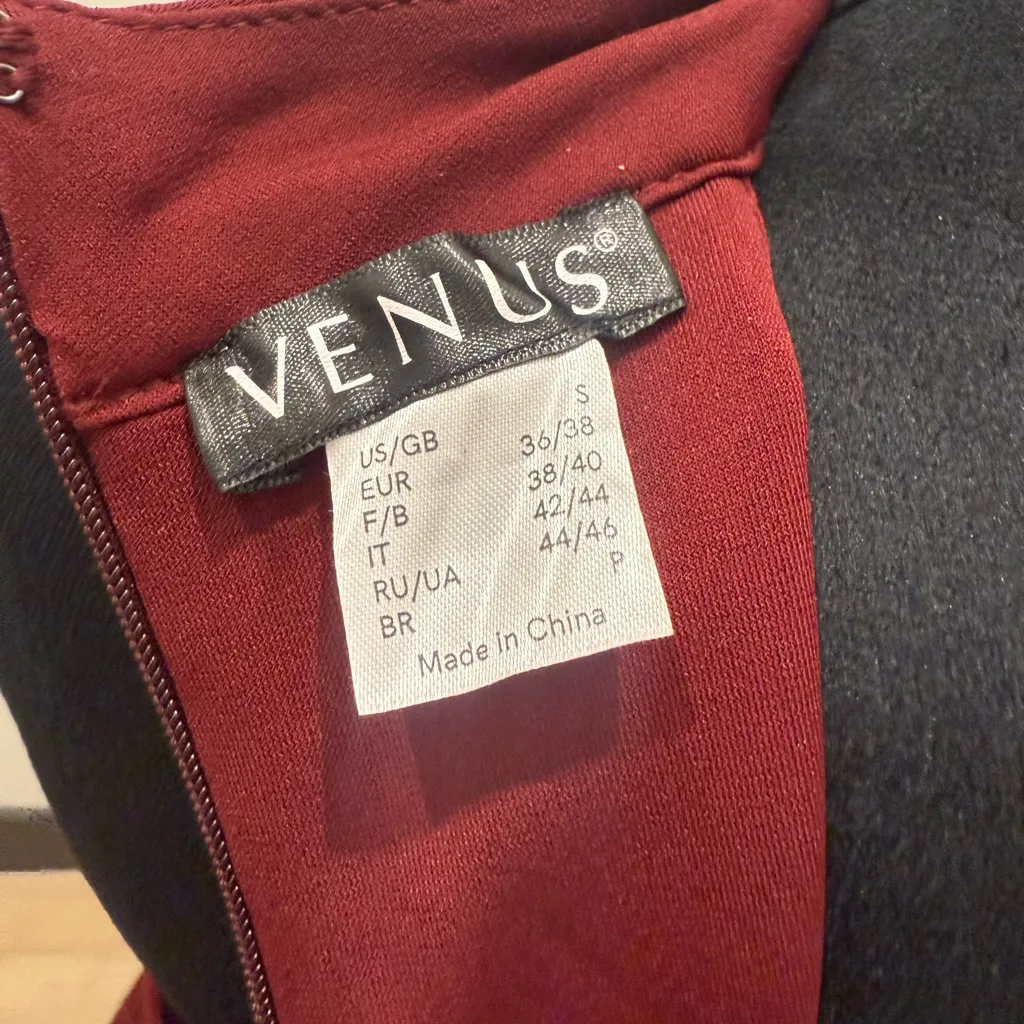 VENUS®
US/GB S
EUR 36/38
F/B 38/40
IT 42/44
RU/UA 44/46
BR P
Made In China